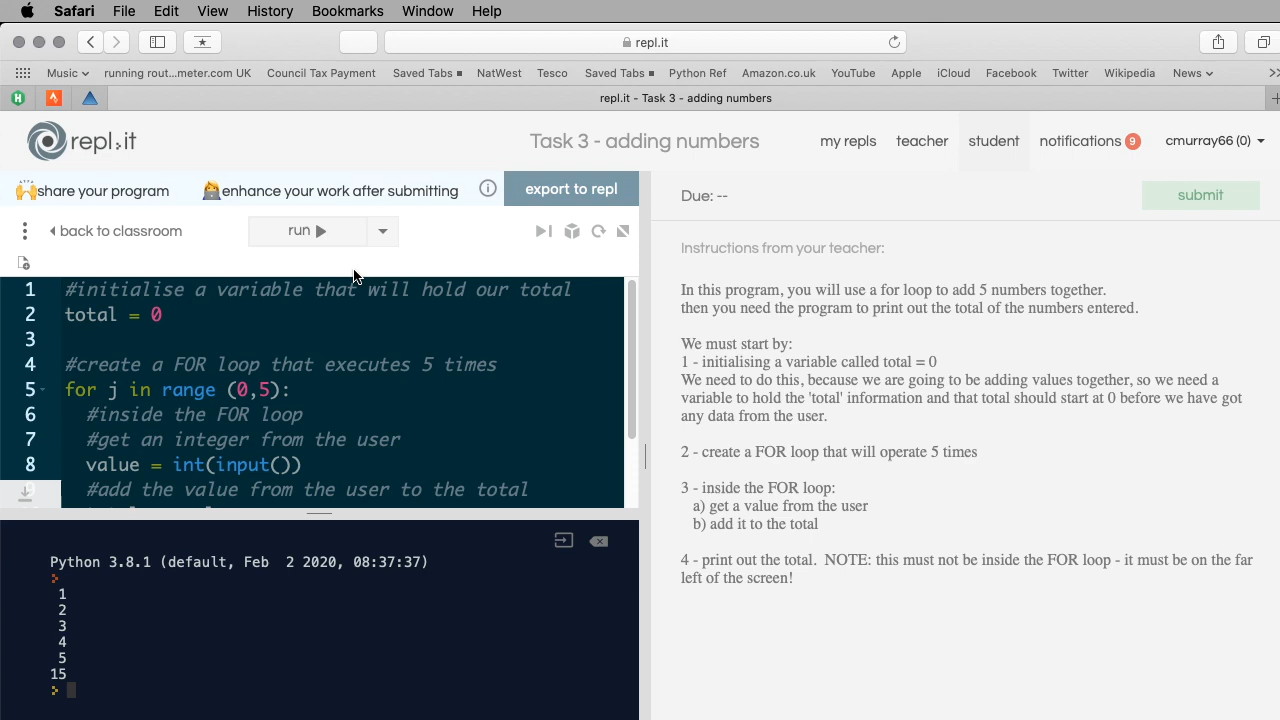 Safari File Edit View History Bookmarks Window Help
repl.it
Music running rout...meter.com UK Council Tax Payment Saved Tabs NatWest Tesco Saved Tabs Python Ref Amazon.co.uk YouTube Apple iCloud Facebook Twitter Wikipedia News
repl.it - Task 3 - adding numbers
repl.it Task 3 - adding numbers my repls teacher student notifications 9 cmurray66 (0)
share your program enhance your work after submitting export to repl
back to classroom run
1 #initialise a variable that will hold our total
2 total = 0
3
4 #create a FOR loop that executes 5 times
5 for j in range (0,5):
6 #inside the FOR loop
7 #get an integer from the user
8 value = int(input())
9 #add the value from the user to the total
Python 3.8.1 (default, Feb  2 2020, 08:37:37)
1
2
3
4
5
15
Due: -- submit
Instructions from your teacher:
In this program, you will use a for loop to add 5 numbers together.
then you need the program to print out the total of the numbers entered.
We must start by:
1 - initialising a variable called total = 0
We need to do this, because we are going to be adding values together, so we need a
variable to hold the 'total' information and that total should start at 0 before we have got
any data from the user.
2 - create a FOR loop that will operate 5 times
3 - inside the FOR loop:
a) get a value from the user
b) add it to the total
4 - print out the total.  NOTE: this must not be inside the FOR loop - it must be on the far
left of the screen!